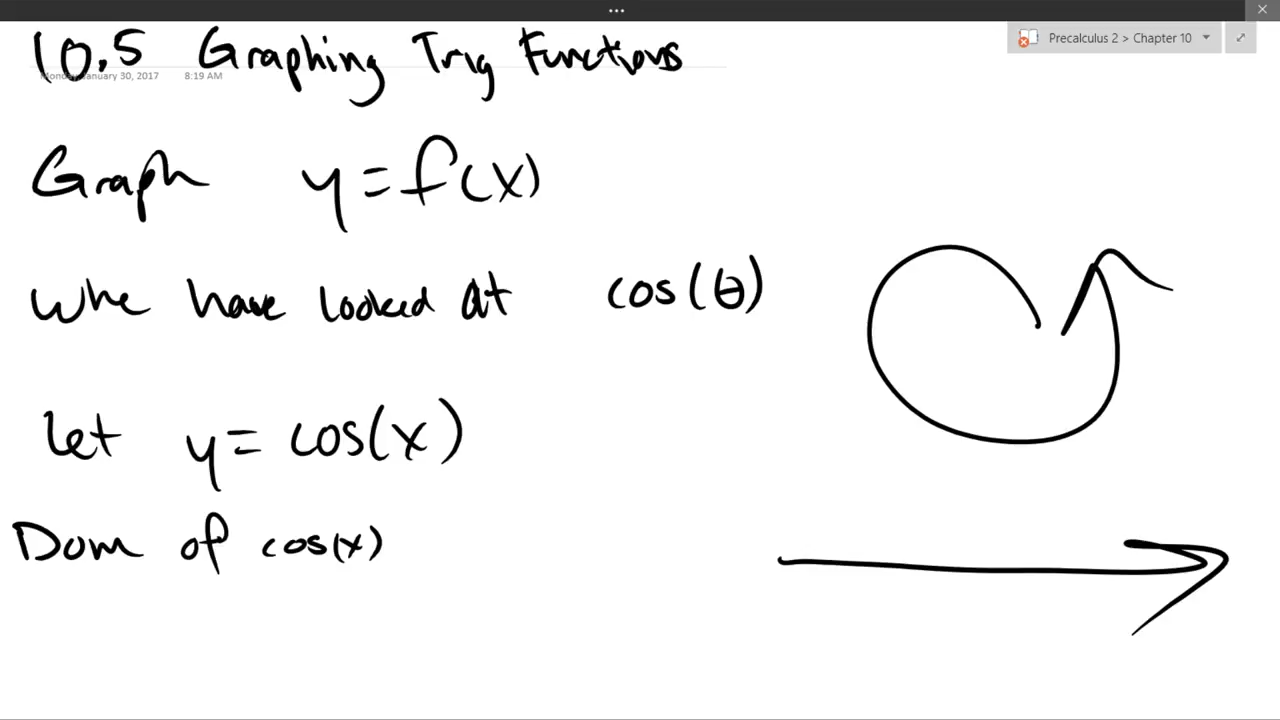 10.5 Graphing Trig Functions
Monday, January 30, 2017 8:19 AM
Precalculus 2 > Chapter 10
Graph y=f(x)
Whe have looked at cos(θ)
Let y=cos(x)
Dom of cos(x)